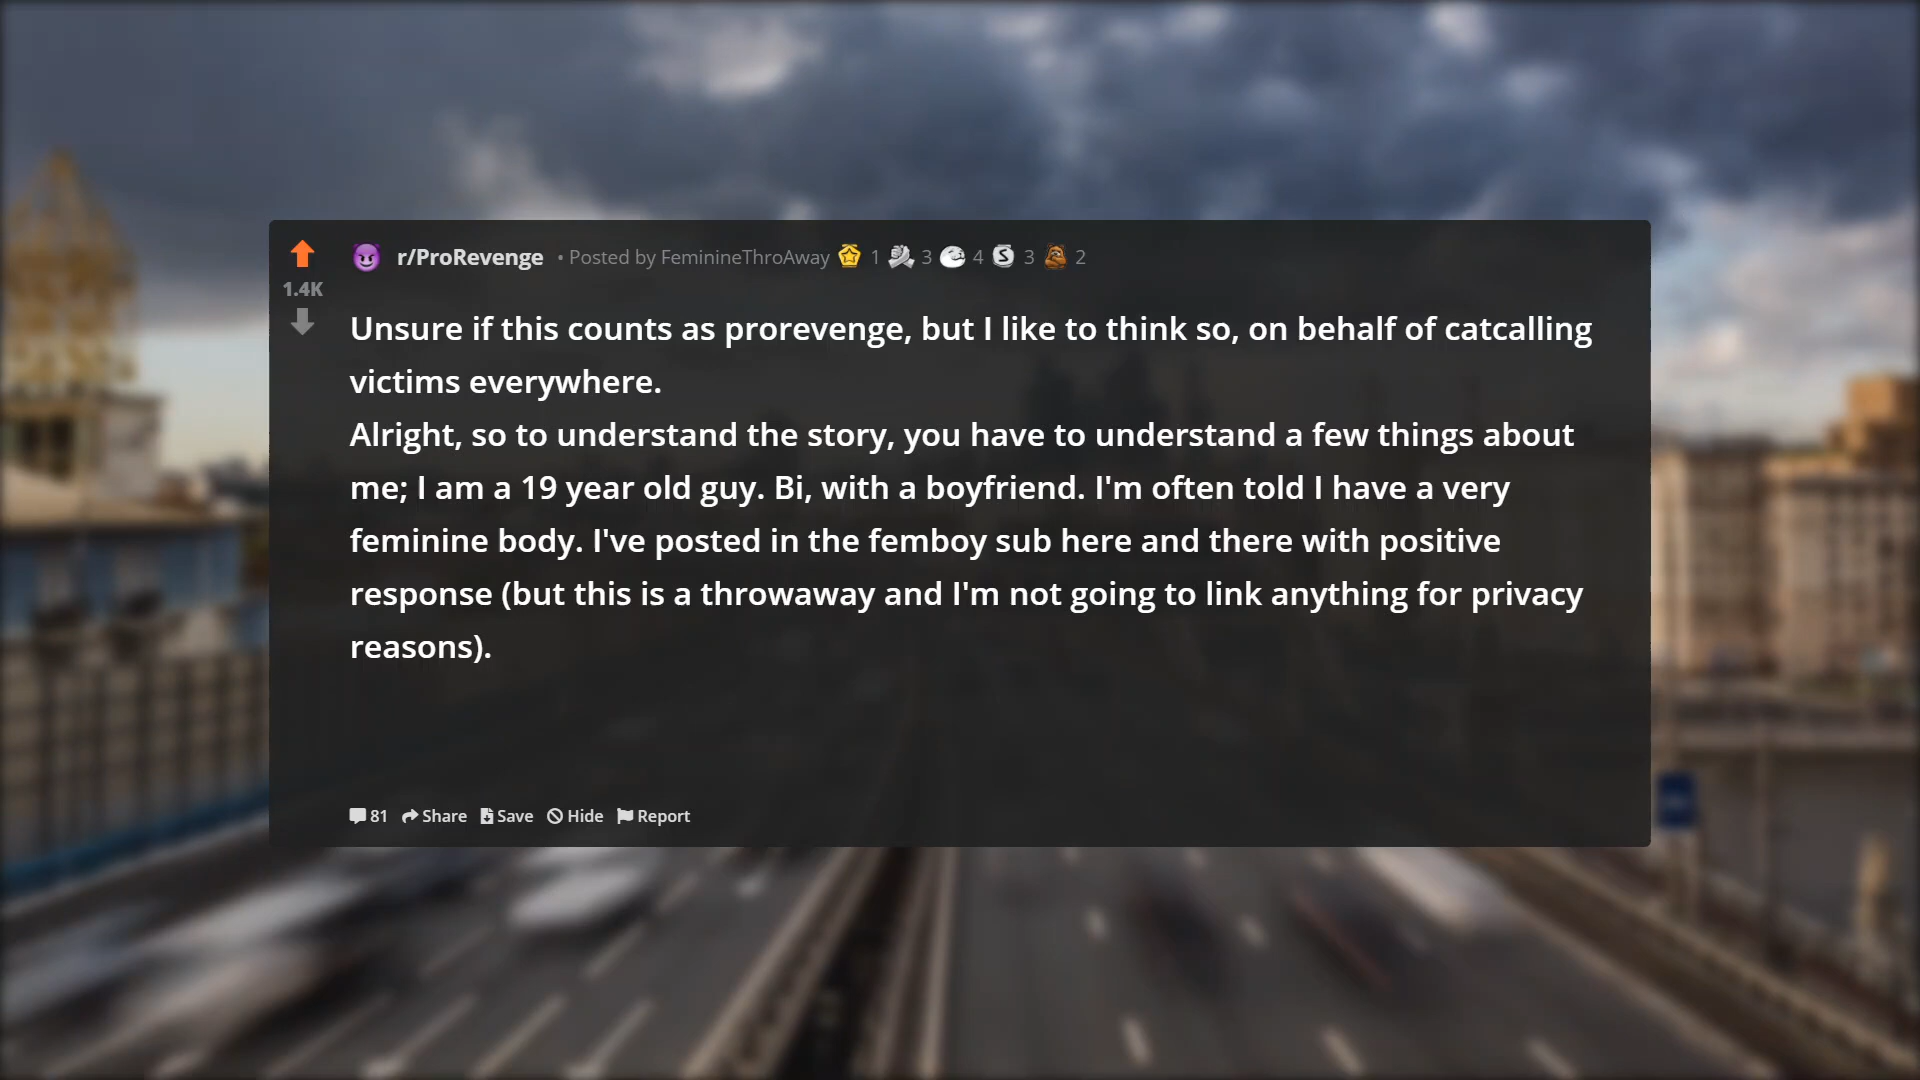 r/ProRevenge • Posted by FeminineThroAway 1 3 4 S 3 2
1.4K
Unsure if this counts as prorevenge, but I like to think so, on behalf of catcalling
victims everywhere.
Alright, so to understand the story, you have to understand a few things about
me; I am a 19 year old guy. Bi, with a boyfriend. I'm often told I have a very
feminine body. I've posted in the femboy sub here and there with positive
response (but this is a throwaway and I'm not going to link anything for privacy
reasons).
81 Share Save Hide Report